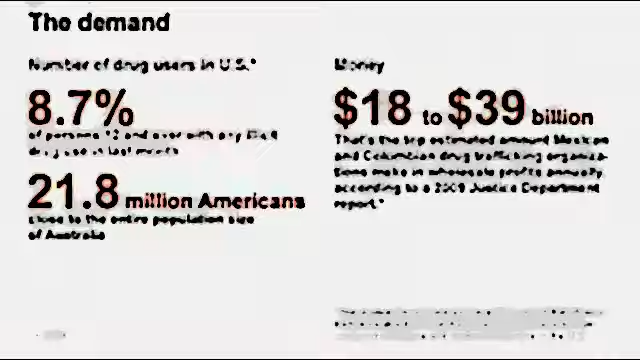 The demand
Number of drug users in U.S.*
8.7%
of persons 12 and over with any illicit
drug use in last month
21.8 million Americans
close to the entire population size
of Australia
Money
$18 to $39 billion
That's the top estimated amount Mexican
and Colombian drug trafficking organiza-
tions make in wholesale profits annually,
according to a 2009 Justice Department
report.*